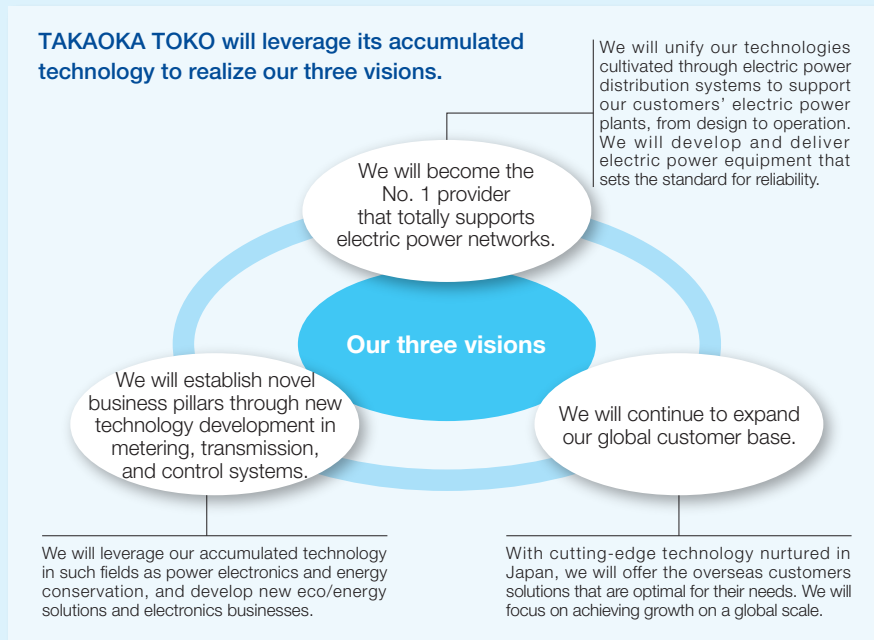 TAKAOKA TOKO will leverage its accumulated
technology to realize our three visions.
We will unify our technologies
cultivated through electric power
distribution systems to support
our customers’ electric power
plants, from design to operation.
We will develop and deliver
electric power equipment that
sets the standard for reliability.
We will become the
No. 1 provider
that totally supports
electric power networks.
Our three visions
We will establish novel
business pillars through new
technology development in
metering, transmission,
and control systems.
We will continue to expand
our global customer base.
We will leverage our accumulated technology
in such fields as power electronics and energy
conservation, and develop new eco/energy
solutions and electronics businesses.
With cutting-edge technology nurtured in
Japan, we will offer the overseas customers
solutions that are optimal for their needs. We will
focus on achieving growth on a global scale.